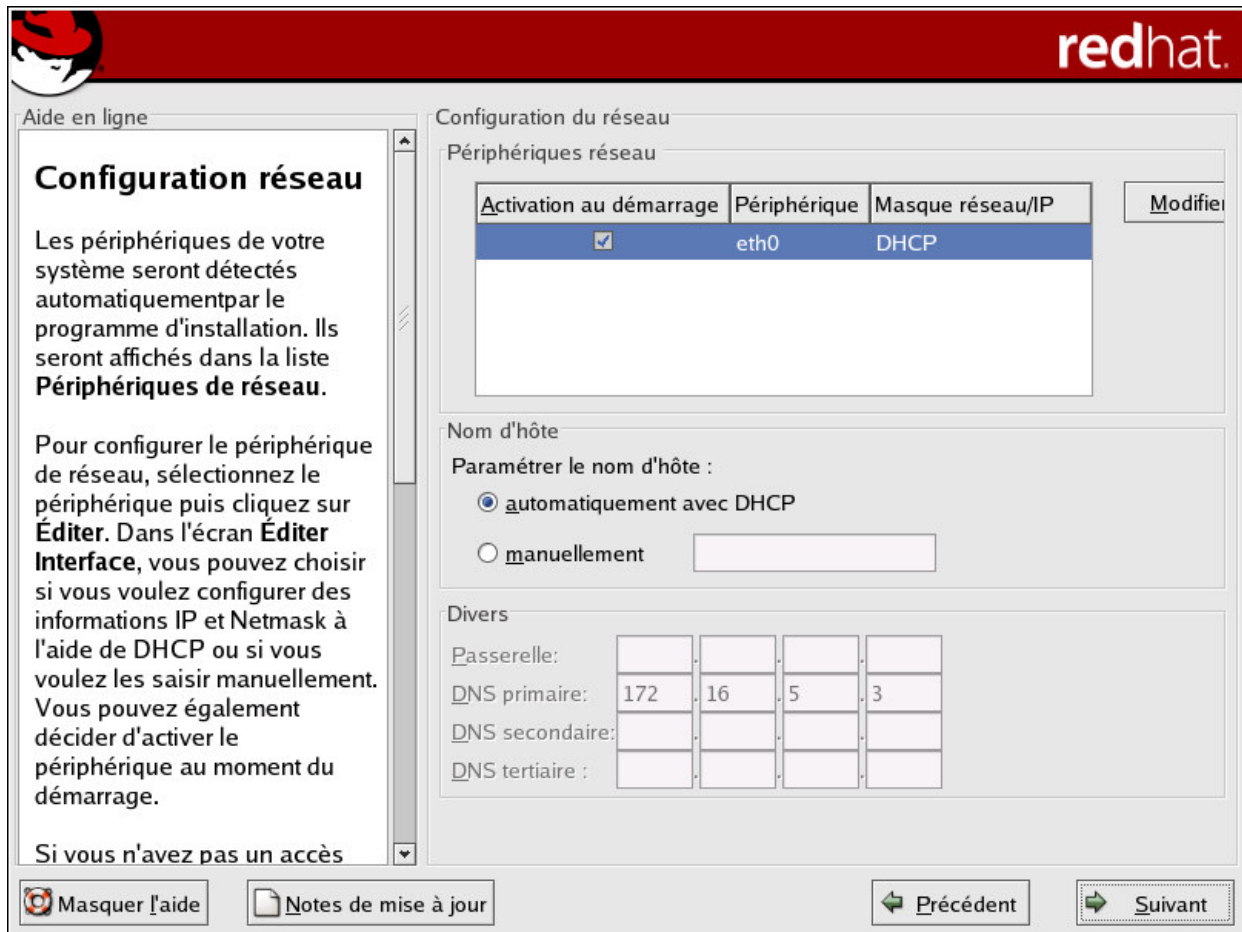 redhat.
Aide en ligne
Configuration réseau
Les périphériques de votre
système seront détectés
automatiquementpar le
programme d'installation. Ils
seront affichés dans la liste
Périphériques de réseau.
Pour configurer le périphérique
de réseau, sélectionnez le
périphérique puis cliquez sur
Éditer. Dans l'écran Éditer
Interface, vous pouvez choisir
si vous voulez configurer des
informations IP et Netmask à
l'aide de DHCP ou si vous
voulez les saisir manuellement.
Vous pouvez également
décider d'activer le
périphérique au moment du
démarrage.
Si vous n'avez pas un accès
Configuration du réseau
Périphériques réseau
Activation au démarrage Périphérique Masque réseau/IP
eth0 DHCP
Modifier
Nom d'hôte
Paramétrer le nom d'hôte :
automatiquement avec DHCP
manuellement
Divers
Passerelle: . . .
DNS primaire: 172 . 16 . 5 . 3
DNS secondaire: . . .
DNS tertiaire : . . .
Masquer l'aide Notes de mise à jour Précédent Suivant